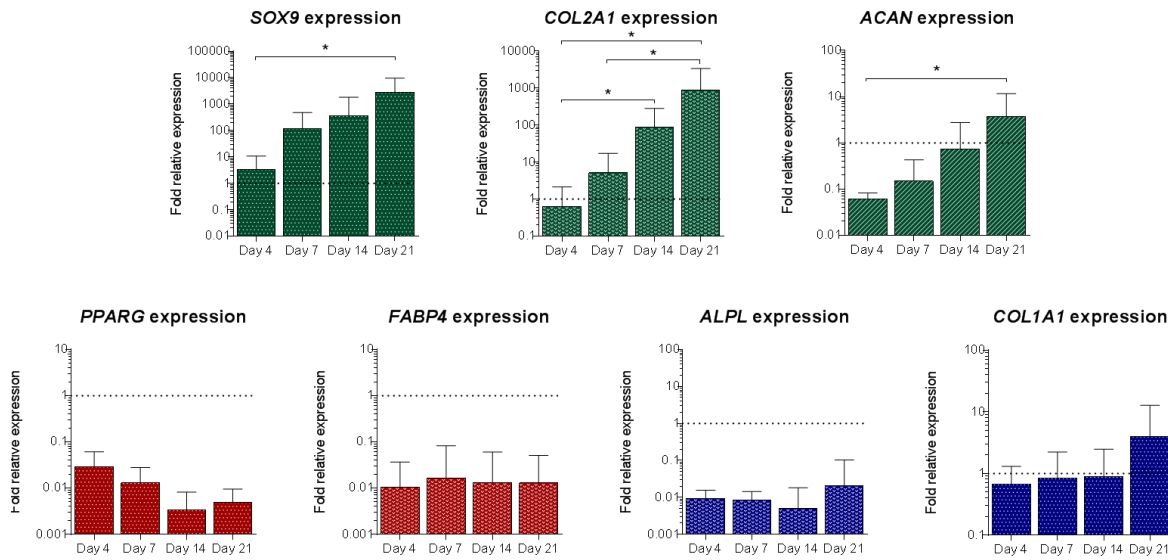 SOX9 expression
Fold relative expression
100000
10000
1000
100
10
1
0.1
0.01
*
Day 4 Day 7 Day 14 Day 21
COL2A1 expression
Fold relative expression
10000
1000
100
10
1
0.1
*
*
*
Day 4 Day 7 Day 14 Day 21
ACAN expression
Fold relative expression
100
10
1
0.1
0.01
*
Day 4 Day 7 Day 14 Day 21
PPARG expression
Fold relative expression
10
1
0.1
0.01
0.001
Day 4 Day 7 Day 14 Day 21
FABP4 expression
Fold relative expression
10
1
0.1
0.01
0.001
Day 4 Day 7 Day 14 Day 21
ALPL expression
Fold relative expression
100
10
1
0.1
0.01
0.001
Day 4 Day 7 Day 14 Day 21
COL1A1 expression
Fold relative expression
100
10
1
0.1
Day 4 Day 7 Day 14 Day 21